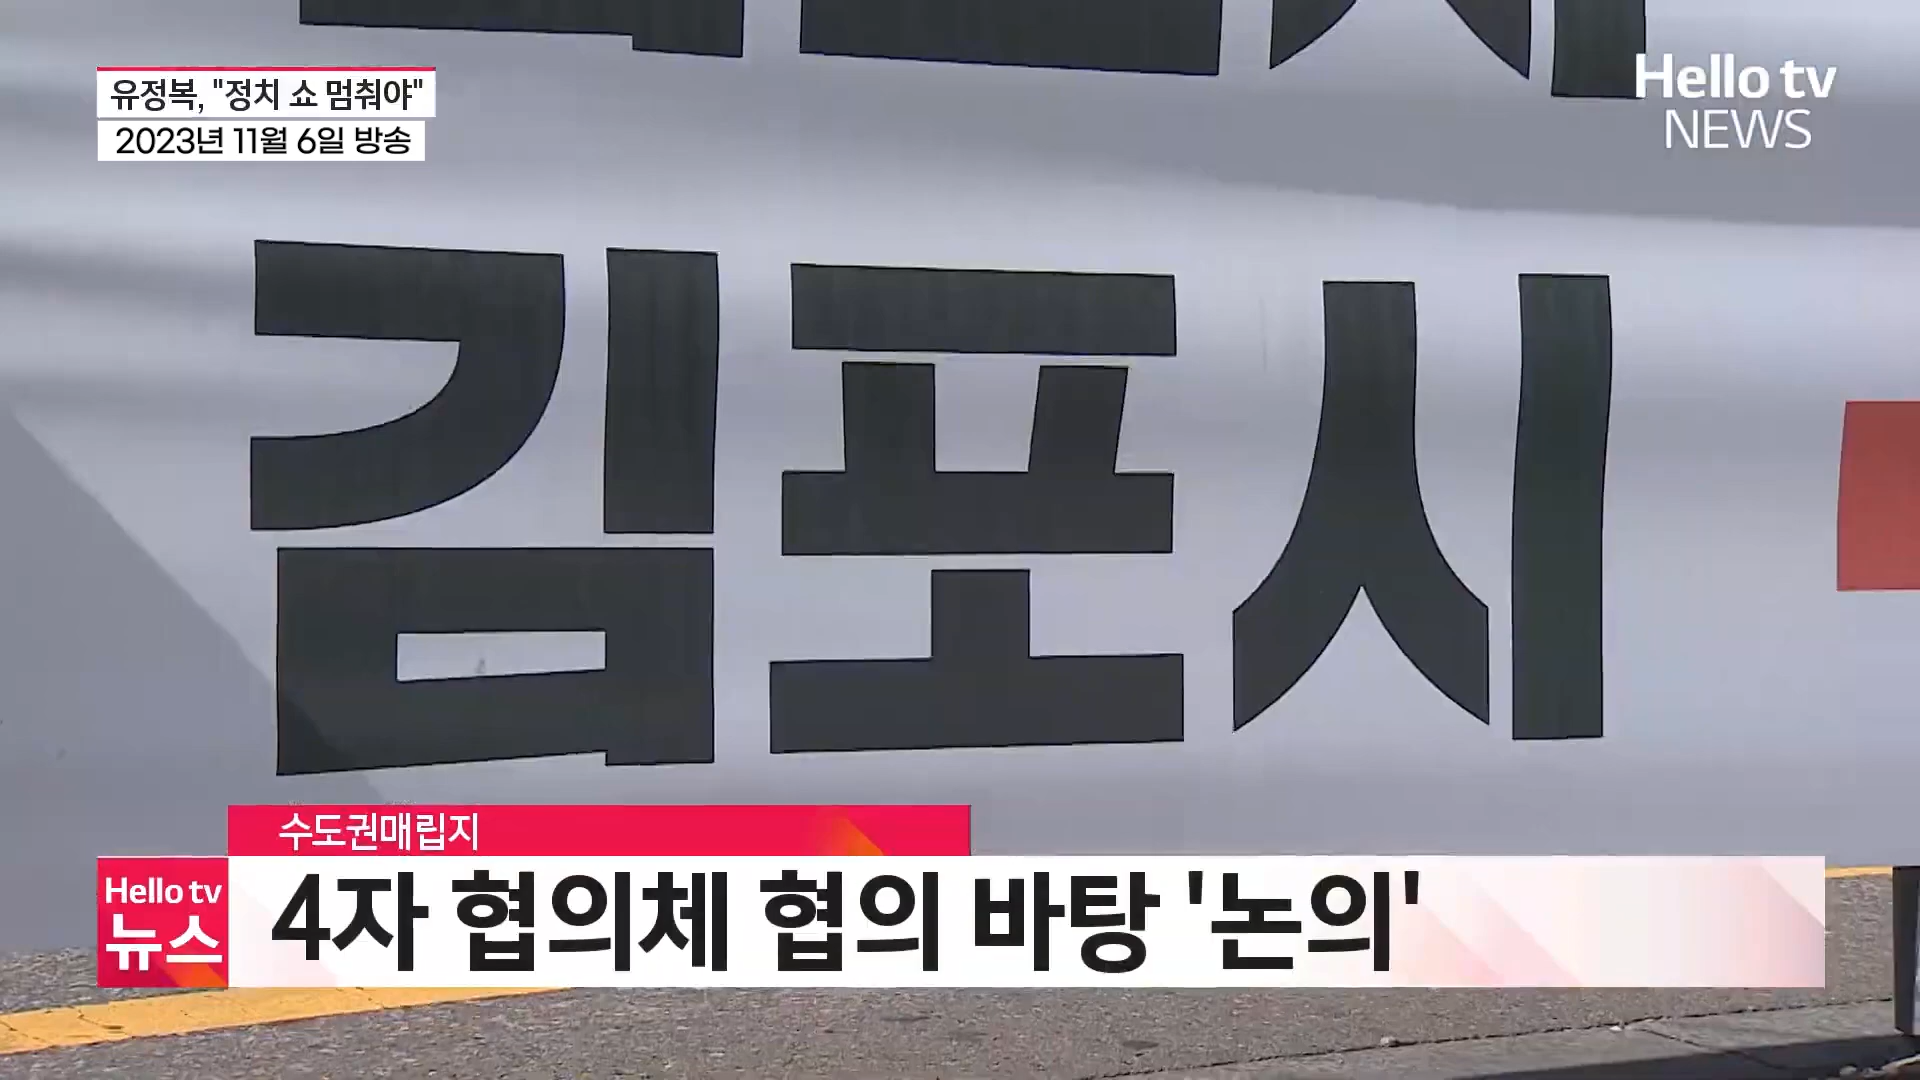 유정복, "정치 쇼 멈춰야"
2023년 11월 6일 방송
Hello tv
NEWS
김포시
수도권매립지
Hello tv
뉴스
4자 협의체 협의 바탕 '논의'